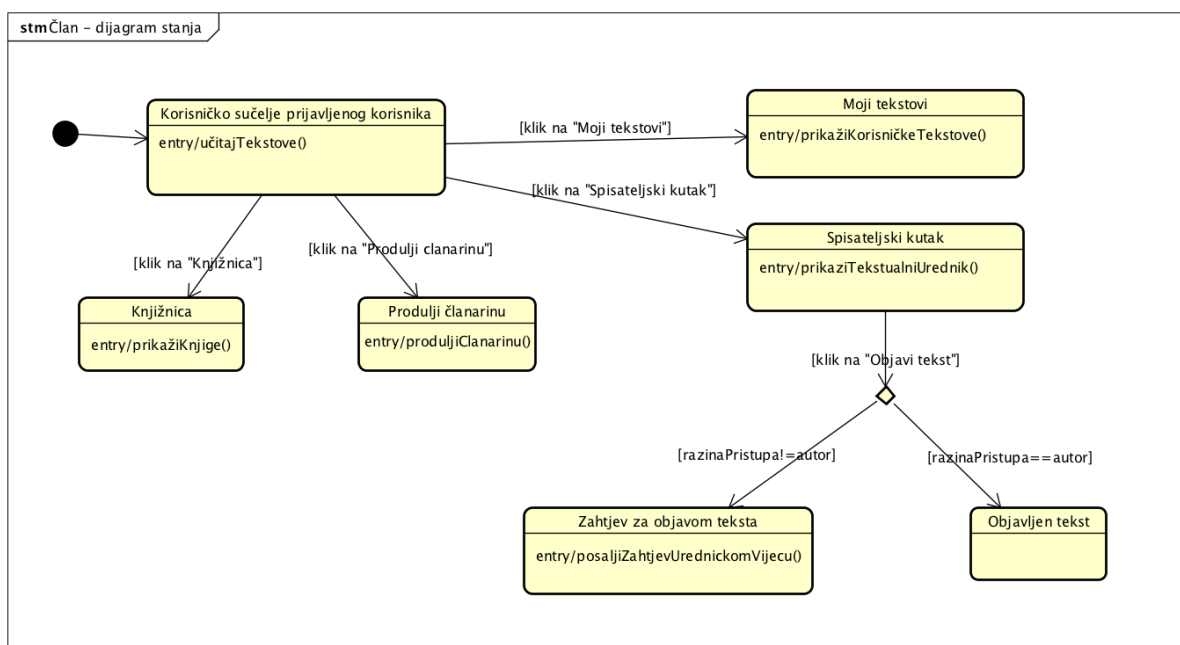 stm Član – dijagram stanja
Korisničko sučelje prijavljenog korisnika
entry/učitajTekstove()
[klik na "Moji tekstovi"]
Moji tekstovi
entry/prikažiKorisničkeTekstove()
[klik na "Spisateljski kutak"]
Spisateljski kutak
entry/prikaziTekstualniUrednik()
[klik na "Knjižnica"]
[klik na "Produlji clanarinu"]
Knjižnica
entry/prikažiKnjige()
Produlji članarinu
entry/produljiClanarinu()
[klik na "Objavi tekst"]
[razinaPristupa!=autor]
[razinaPristupa==autor]
Zahtjev za objavom teksta
entry/posaljiZahtjevUrednickomVijecu()
Objavljen tekst